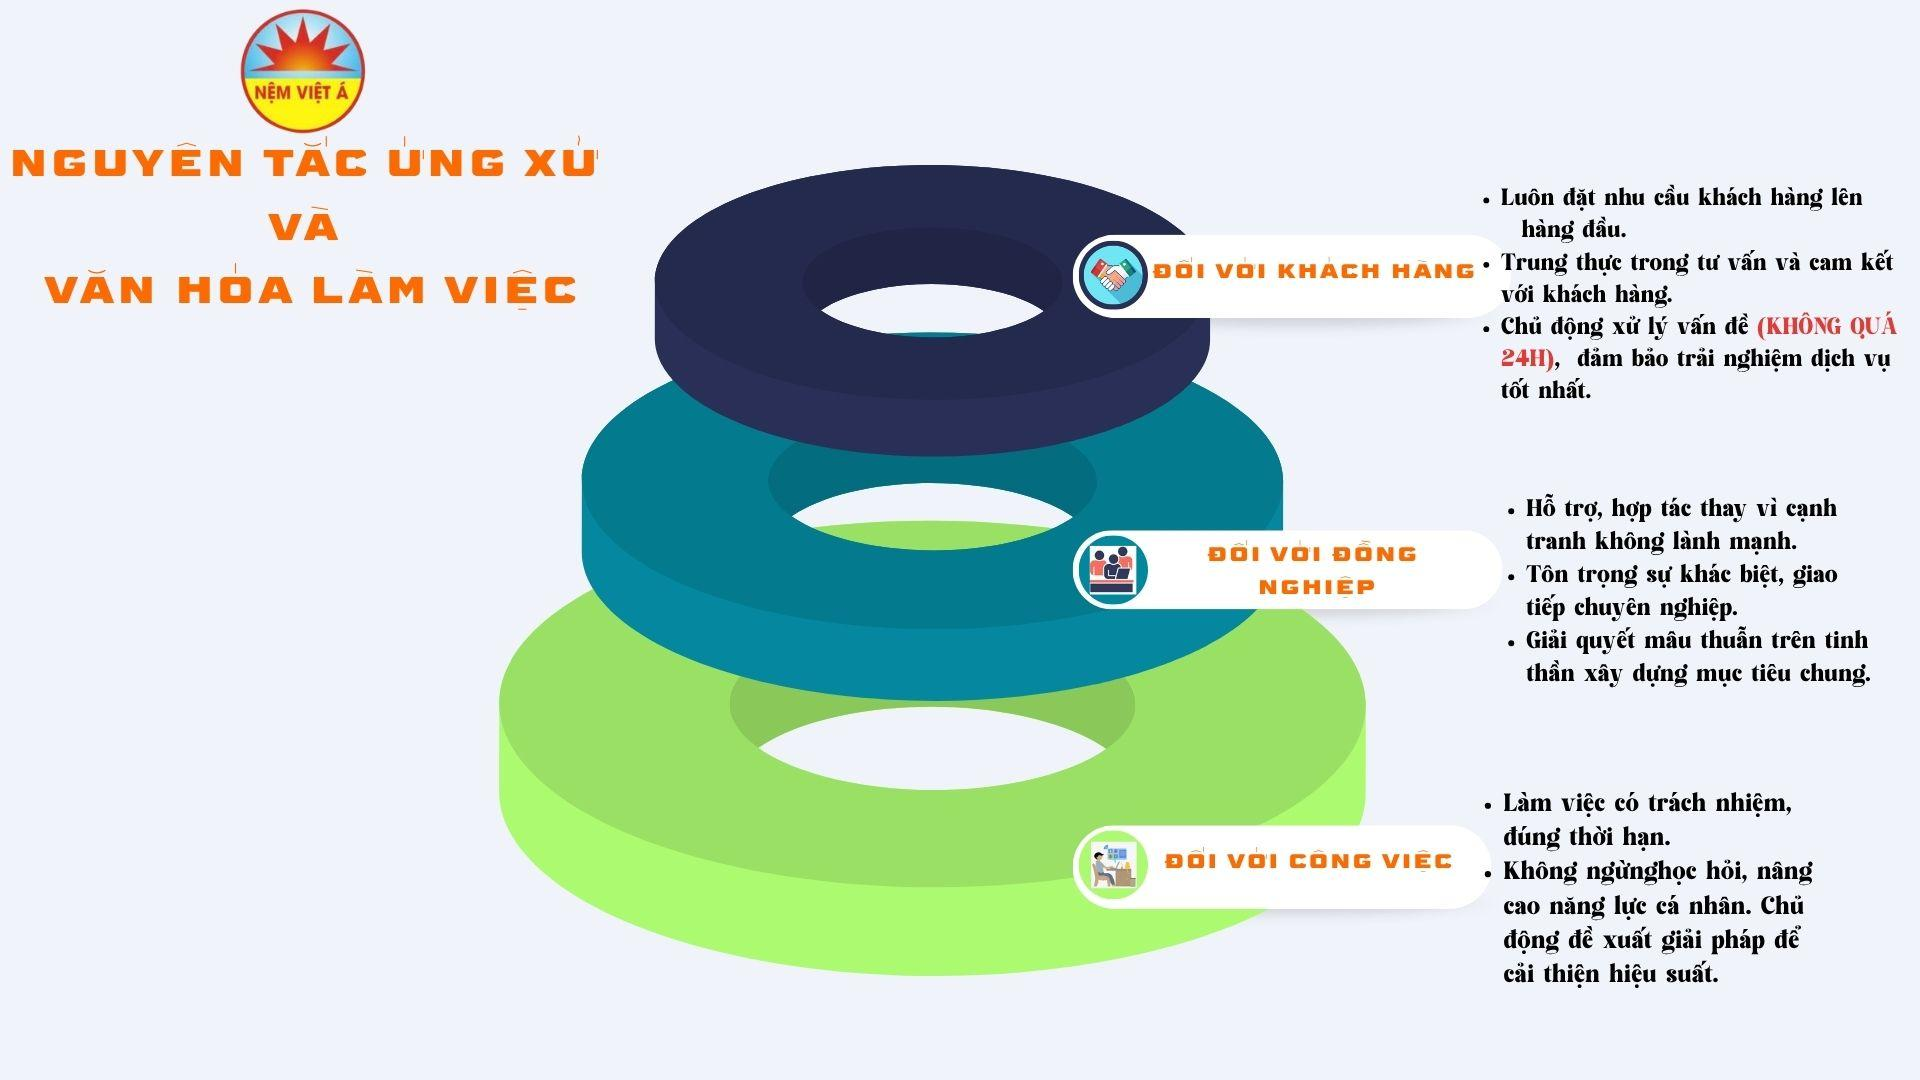 NỆM VIỆT Á
NGUYÊN TẮC ỨNG XỬ
VÀ
VĂN HÓA LÀM VIỆC
ĐỐI VỚI KHÁCH HÀNG
• Luôn đặt nhu cầu khách hàng lên
hàng đầu.
• Trung thực trong tư vấn và cam kết
với khách hàng.
• Chủ động xử lý vấn đề (KHÔNG QUÁ
24H), đảm bảo trải nghiệm dịch vụ
tốt nhất.
ĐỐI VỚI ĐỒNG
NGHIỆP
• Hỗ trợ, hợp tác thay vì cạnh
tranh không lành mạnh.
• Tôn trọng sự khác biệt, giao
tiếp chuyên nghiệp.
• Giải quyết mâu thuẫn trên tinh
thần xây dựng mục tiêu chung.
ĐỐI VỚI CÔNG VIỆC
• Làm việc có trách nhiệm,
đúng thời hạn.
• Không ngừnghọc hỏi, nâng
cao năng lực cá nhân. Chủ
động đề xuất giải pháp để
cải thiện hiệu suất.